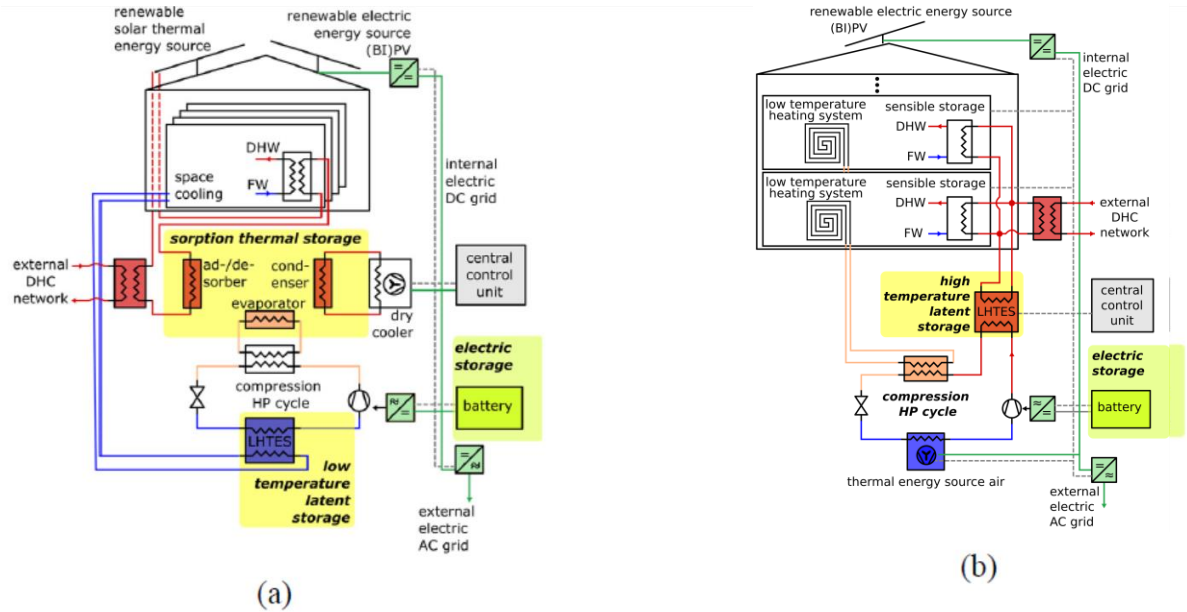 renewable
solar thermal
energy source
renewable electric
energy source
(BI)PV
DHW
FW
space
cooling
internal
electric
DC grid
sorption thermal storage
external
DHC
network
ad-/de-
sorber
cond-
enser
evaporator
dry
cooler
central
control
unit
compression
HP cycle
electric
storage
battery
LHTES
low
temperature
latent
storage
external
electric
AC grid
(a)
renewable electric energy source
(BI)PV
internal
electric
DC grid
low temperature
heating system
sensible storage
DHW
FW
low temperature
heating system
sensible storage
DHW
FW
external
DHC
network
high
temperature
latent
storage
LHTES
central
control
unit
compression
HP cycle
electric
storage
battery
thermal energy source air
external
electric
AC grid
(b)